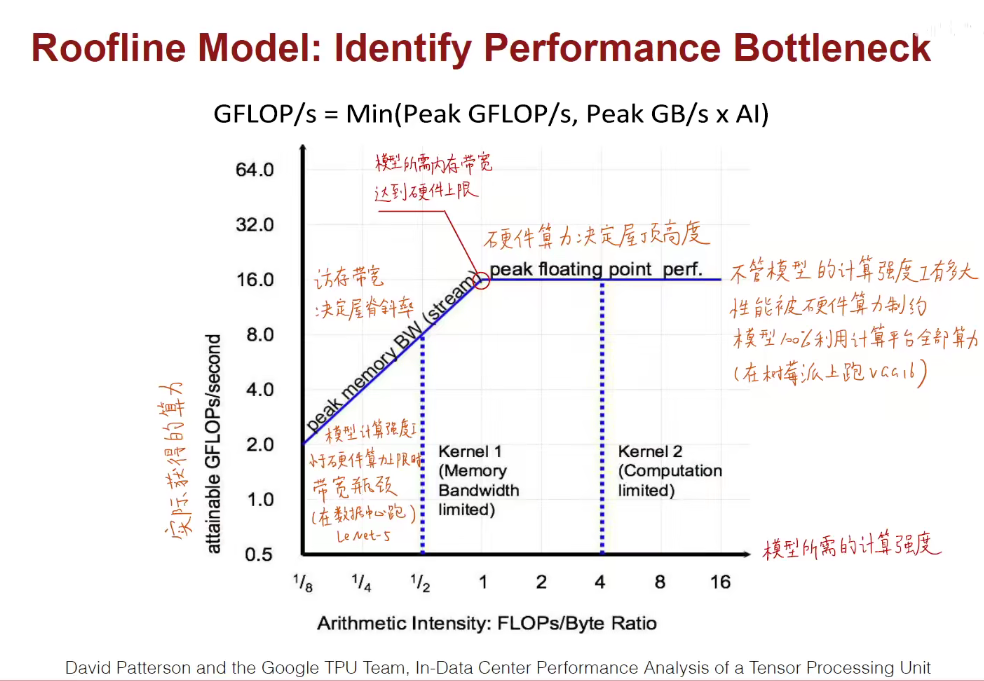 Roofline Model: Identify Performance Bottleneck
GFLOP/s = Min(Peak GFLOP/s, Peak GB/s x AI)
模型所需内存带宽
达到硬件上限
硬件算力决定屋顶高度
peak floating point perf.
访存带宽
决定屋脊斜率
peak memory BW (stream)
不管模型的计算强度I有多大
性能被硬件算力制约
模型100%利用计算平台全部算力
(在树莓派上跑VGG16)
实际获得的算力
attainable GFLOPs/second
64.0
32.0
16.0
8.0
4.0
2.0
1.0
0.5
模型计算强度I
小于硬件算力上限时
带宽瓶颈
(在数据中心跑)
LeNet-5
Kernel 1
(Memory
Bandwidth
limited)
Kernel 2
(Computation
limited)
模型所需的计算强度
1/8 1/4 1/2 1 2 4 8 16
Arithmetic Intensity: FLOPs/Byte Ratio
David Patterson and the Google TPU Team, In-Data Center Performance Analysis of a Tensor Processing Unit